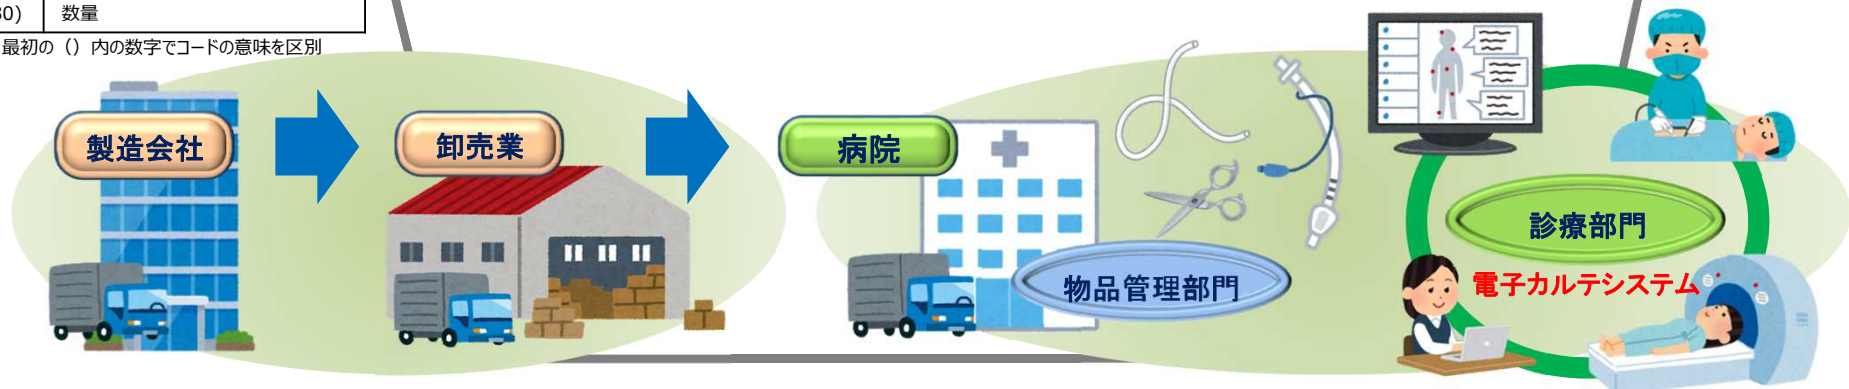 30) 数量
最初の（）内の数字でコードの意味を区別
製造会社
卸売業
病院
物品管理部門
診療部門
電子カルテシステム